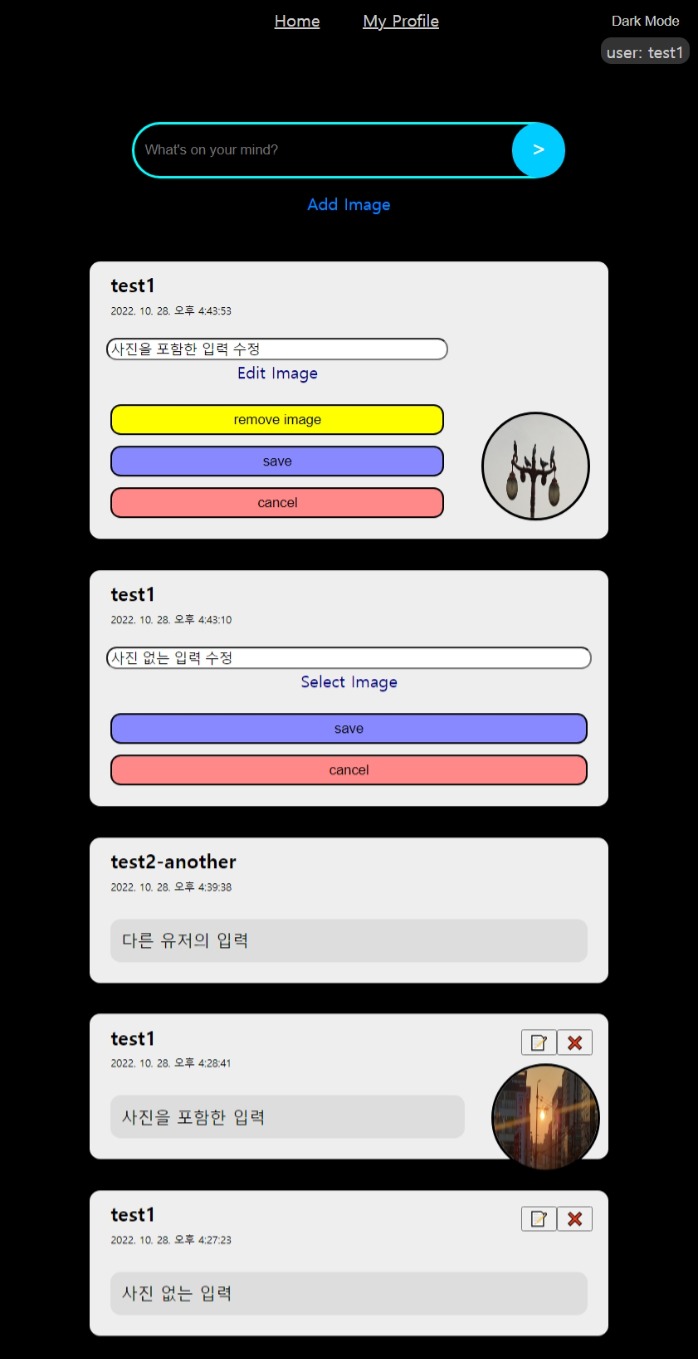 Home My Profile Dark Mode
user: test1
What's on your mind? >
Add Image
test1
2022. 10. 28. 오후 4:43:53
사진을 포함한 입력 수정
Edit Image
remove image
save
cancel
test1
2022. 10. 28. 오후 4:43:10
사진 없는 입력 수정
Select Image
save
cancel
test2-another
2022. 10. 28. 오후 4:39:38
다른 유저의 입력
test1
2022. 10. 28. 오후 4:28:41
사진을 포함한 입력
test1
2022. 10. 28. 오후 4:27:23
사진 없는 입력